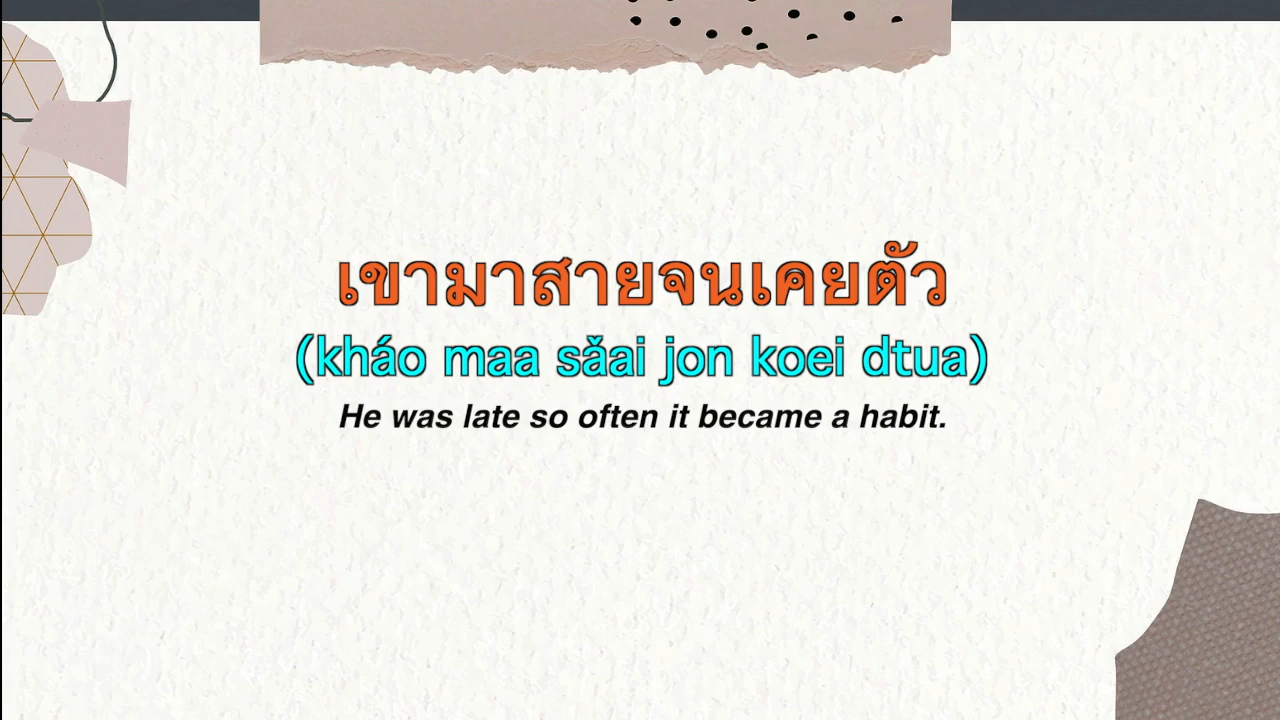 เขามาสายจนเคยตัว
(kháo maa sǎai jon koei dtua)
He was late so often it became a habit.